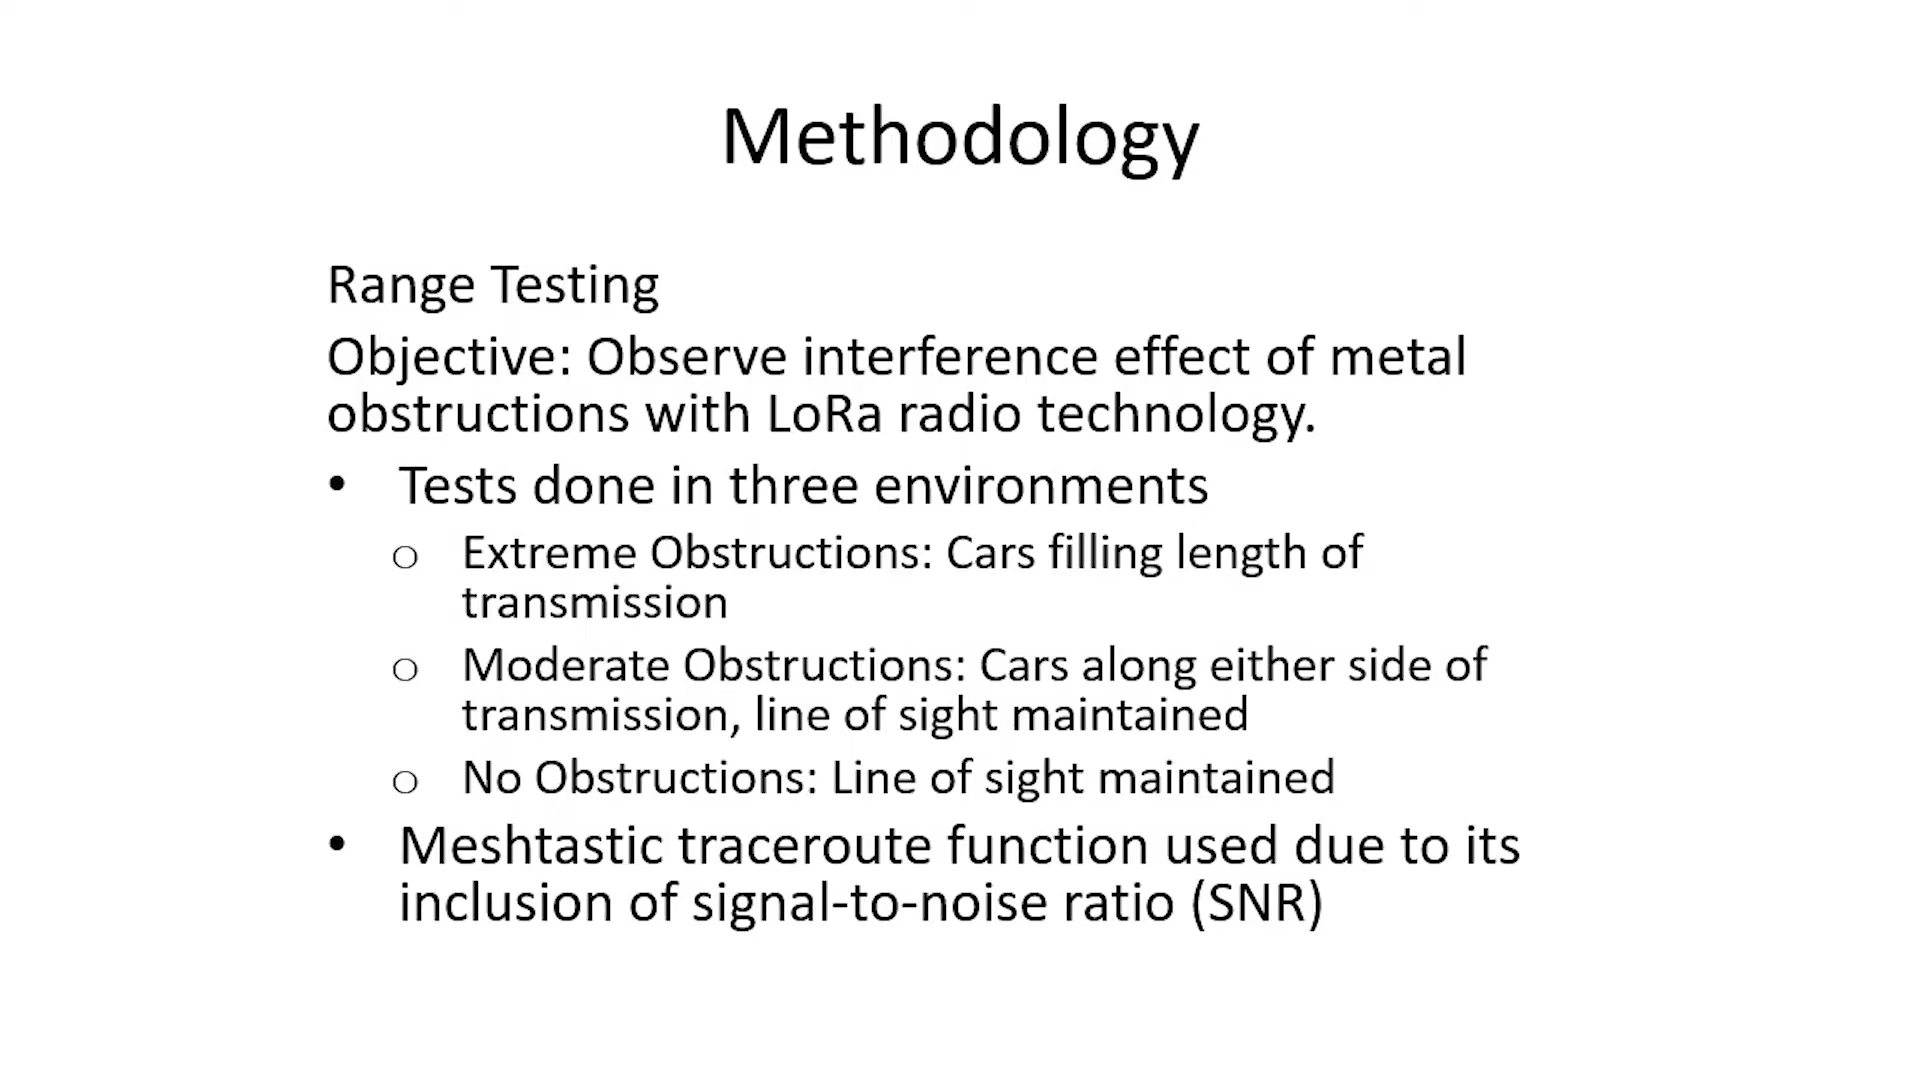 Methodology
Range Testing
Objective: Observe interference effect of metal
obstructions with LoRa radio technology.
• Tests done in three environments
o Extreme Obstructions: Cars filling length of
transmission
o Moderate Obstructions: Cars along either side of
transmission, line of sight maintained
o No Obstructions: Line of sight maintained
• Meshtastic traceroute function used due to its
inclusion of signal-to-noise ratio (SNR)